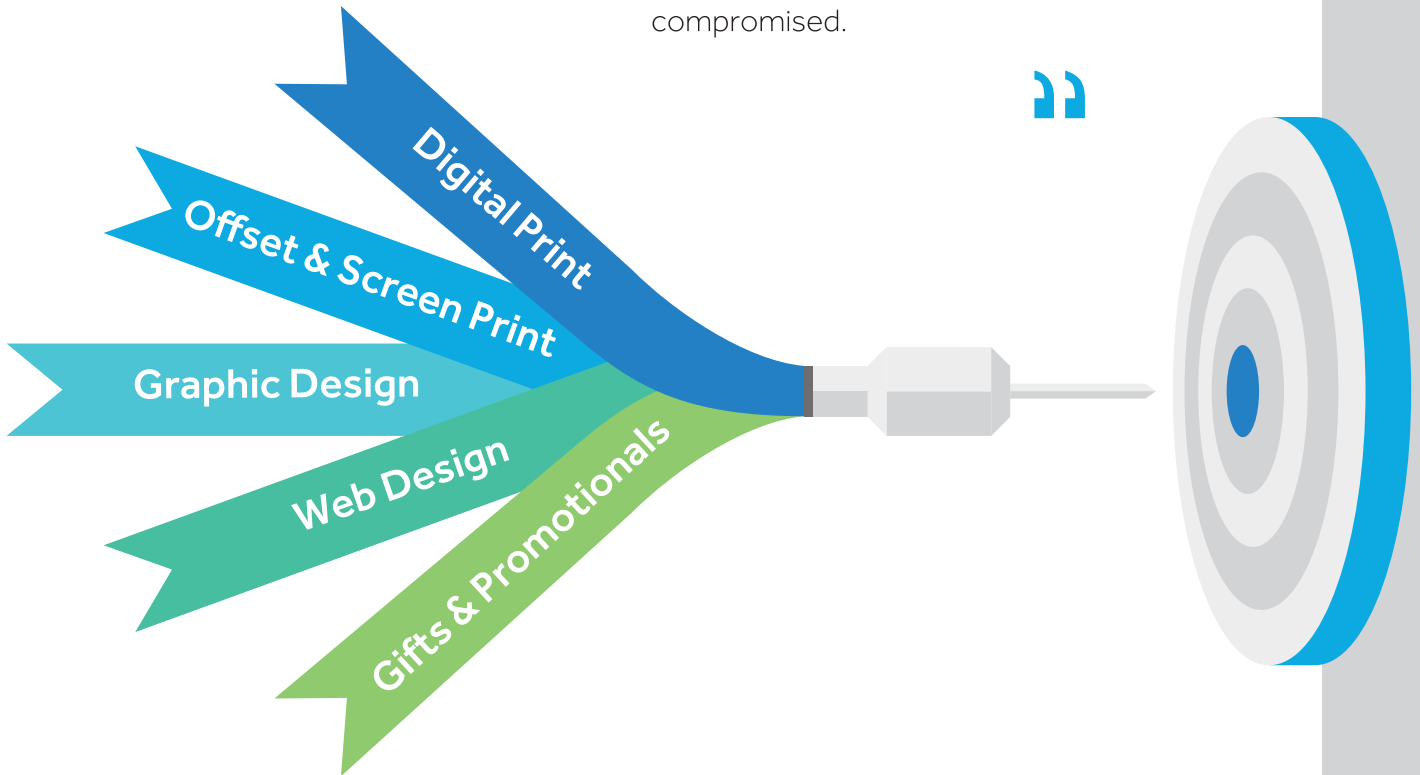 compromised.
”
Digital Print
Offset & Screen Print
Graphic Design
Web Design
Gifts & Promotionals